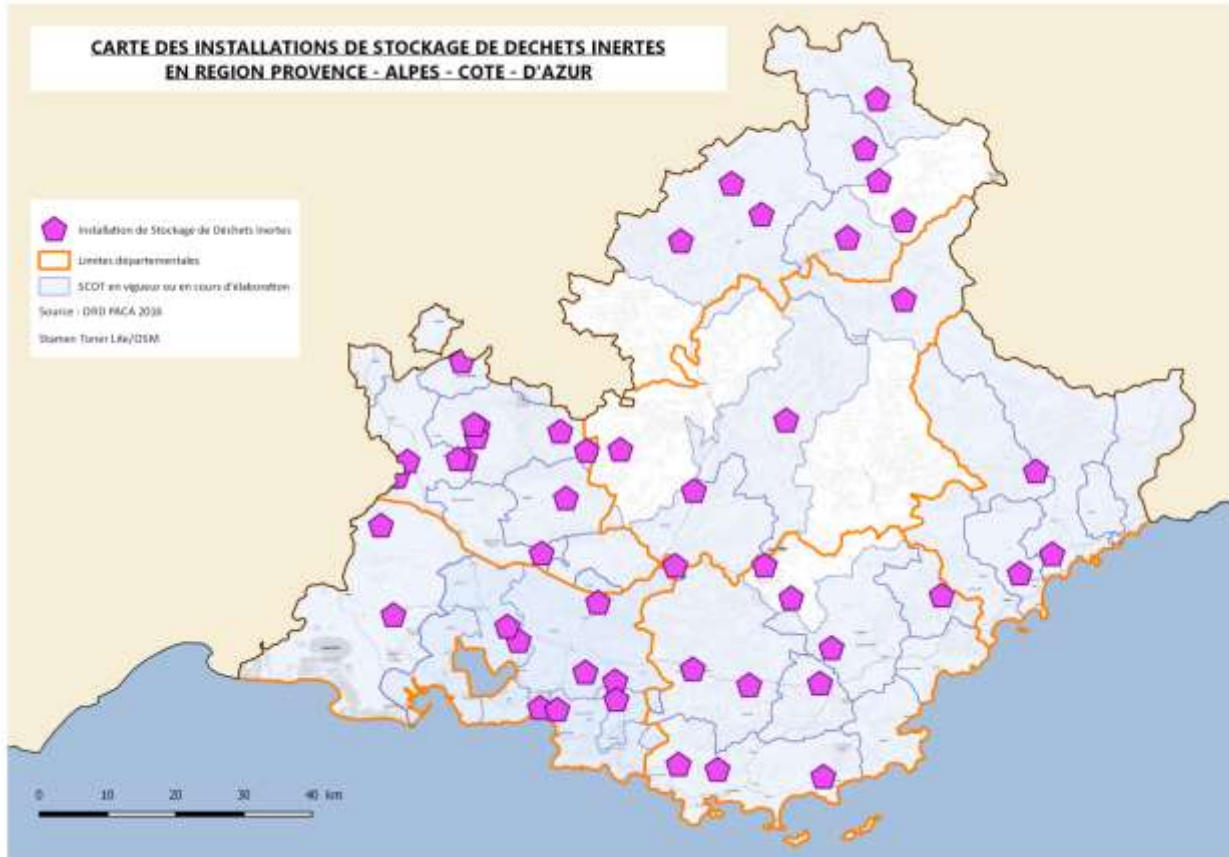 CARTE DES INSTALLATIONS DE STOCKAGE DE DECHETS INERTES
EN REGION PROVENCE - ALPES - COTE - D'AZUR
Installation de Stockage de Déchets Inertes
Limites départementales
SCOT en vigueur ou en cours d'élaboration
Source : ORD PACA 2016
Stamen Toner Lite/OSM
0 10 20 30 40 km